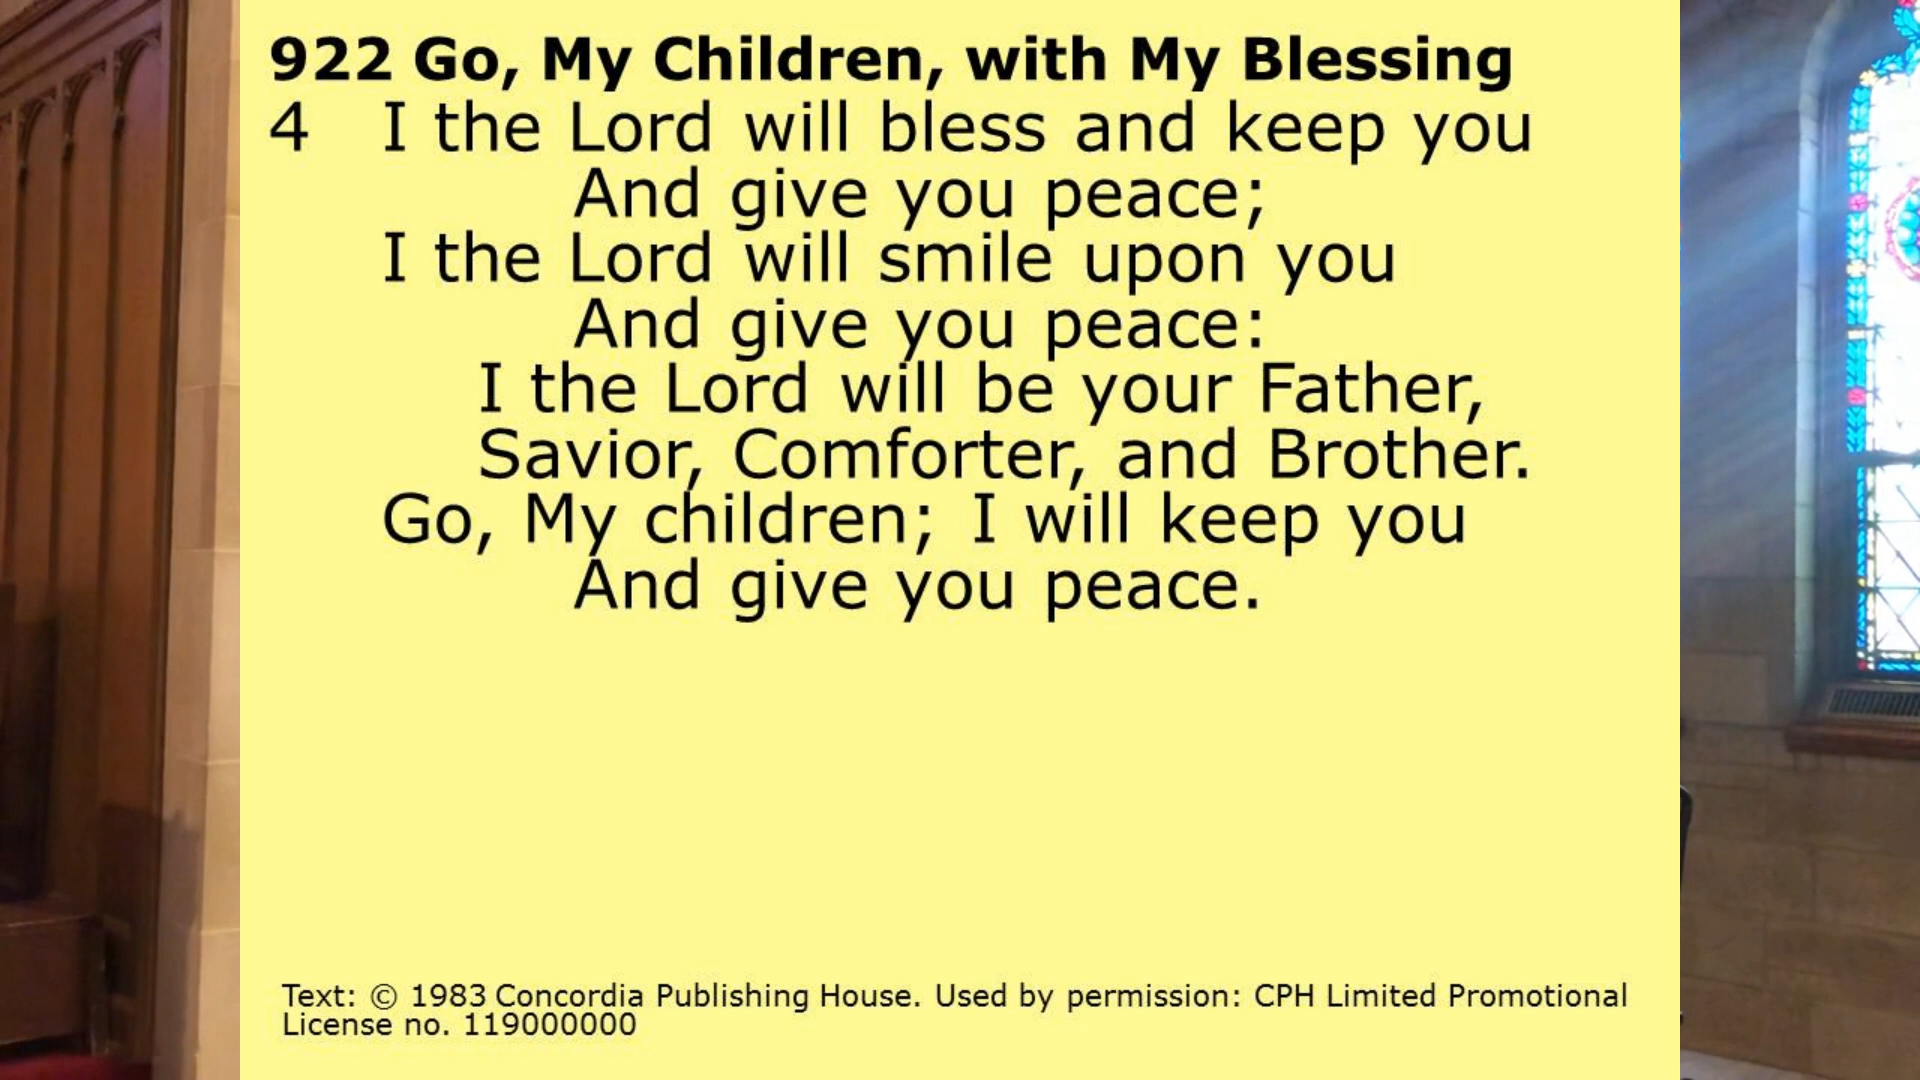 922 Go, My Children, with My Blessing
4 I the Lord will bless and keep you
And give you peace;
I the Lord will smile upon you
And give you peace:
I the Lord will be your Father,
Savior, Comforter, and Brother.
Go, My children; I will keep you
And give you peace.
Text: © 1983 Concordia Publishing House. Used by permission: CPH Limited Promotional
License no. 119000000